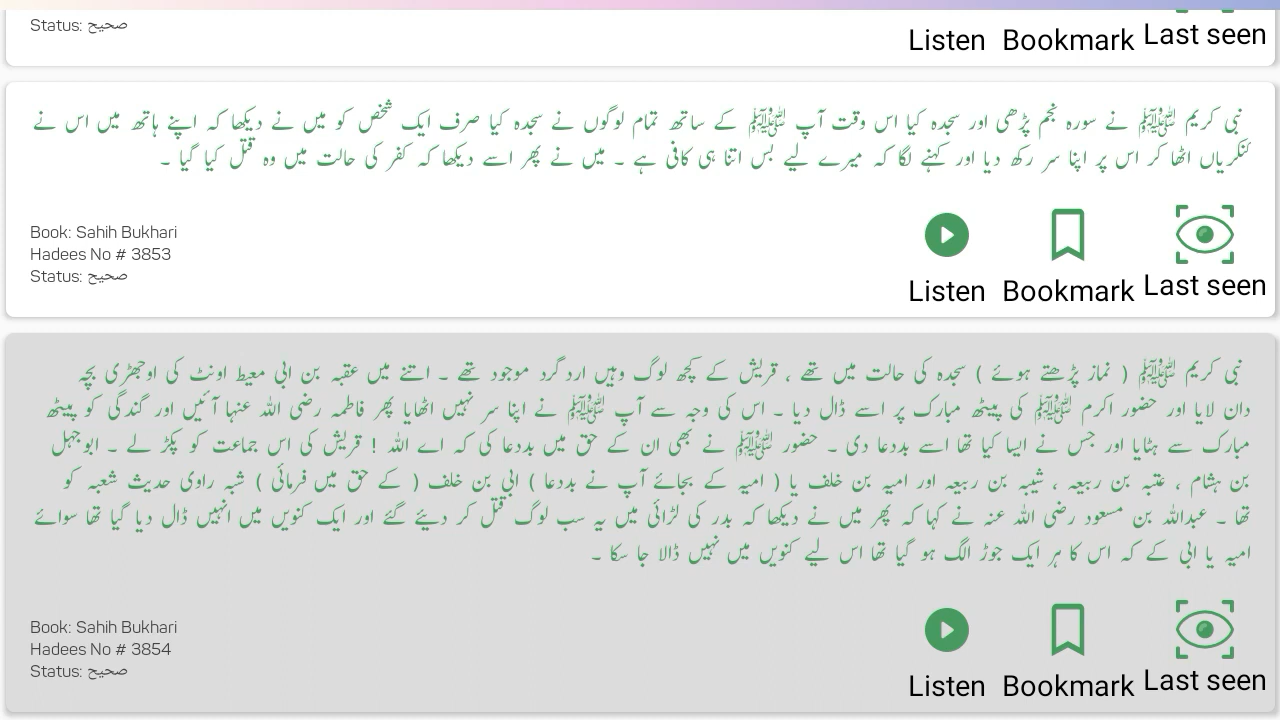 Status: صحیح
Listen Bookmark Last seen
نبی کریم ﷺ نے سورہ نجم پڑھی اور سجدہ کیا اس وقت آپ ﷺ کے ساتھ تمام لوگوں نے سجدہ کیا صرف ایک شخص کو میں نے دیکھا کہ اپنے ہاتھ میں اس نے
کنکریاں اٹھا کر اس پر اپنا سر رکھ دیا اور کہنے لگا کہ میرے لیے بس اتنا ہی کافی ہے ۔ میں نے پھر اسے دیکھا کہ کفر کی حالت میں وہ قتل کیا گیا ۔
Book: Sahih Bukhari
Hadees No # 3853
Status: صحیح
Listen Bookmark Last seen
نبی کریم ﷺ ( نماز پڑھتے ہوئے ) سجدہ کی حالت میں تھے ، قریش کے کچھ لوگ وہیں ارد گرد موجود تھے ۔ اتنے میں عقبہ بن ابی معیط اونٹ کی اوجھڑی بچہ
دان لایا اور حضور اکرم ﷺ کی پیٹھ مبارک پر اسے ڈال دیا ۔ اس کی وجہ سے آپ ﷺ نے اپنا سر نہیں اٹھایا پھر فاطمہ رضی اللہ عنہا آئیں اور گندگی کو پیٹھ
مبارک سے ہٹایا اور جس نے ایسا کیا تھا اسے بددعا دی ۔ حضور ﷺ نے بھی ان کے حق میں بددعا کی کہ اے اللہ ! قریش کی اس جماعت کو پکڑ لے ۔ ابوجہل
بن ہشام ، عتبہ بن ربیعہ ، شیبہ بن ربیعہ اور امیہ بن خلف یا ( امیہ کے بجائے آپ نے بددعا ) ابی بن خلف ( کے حق میں فرمائی ) شبہ راوی حدیث شعبہ کو
تھا ۔ عبداللہ بن مسعود رضی اللہ عنہ نے کہا کہ پھر میں نے دیکھا کہ بدر کی لڑائی میں یہ سب لوگ قتل کر دیئے گئے اور ایک کنویں میں انہیں ڈال دیا گیا تھا سوائے
امیہ یا ابی کے کہ اس کا ہر ایک جوڑ الگ ہو گیا تھا اس لیے کنویں میں نہیں ڈالا جا سکا ۔
Book: Sahih Bukhari
Hadees No # 3854
Status: صحیح
Listen Bookmark Last seen